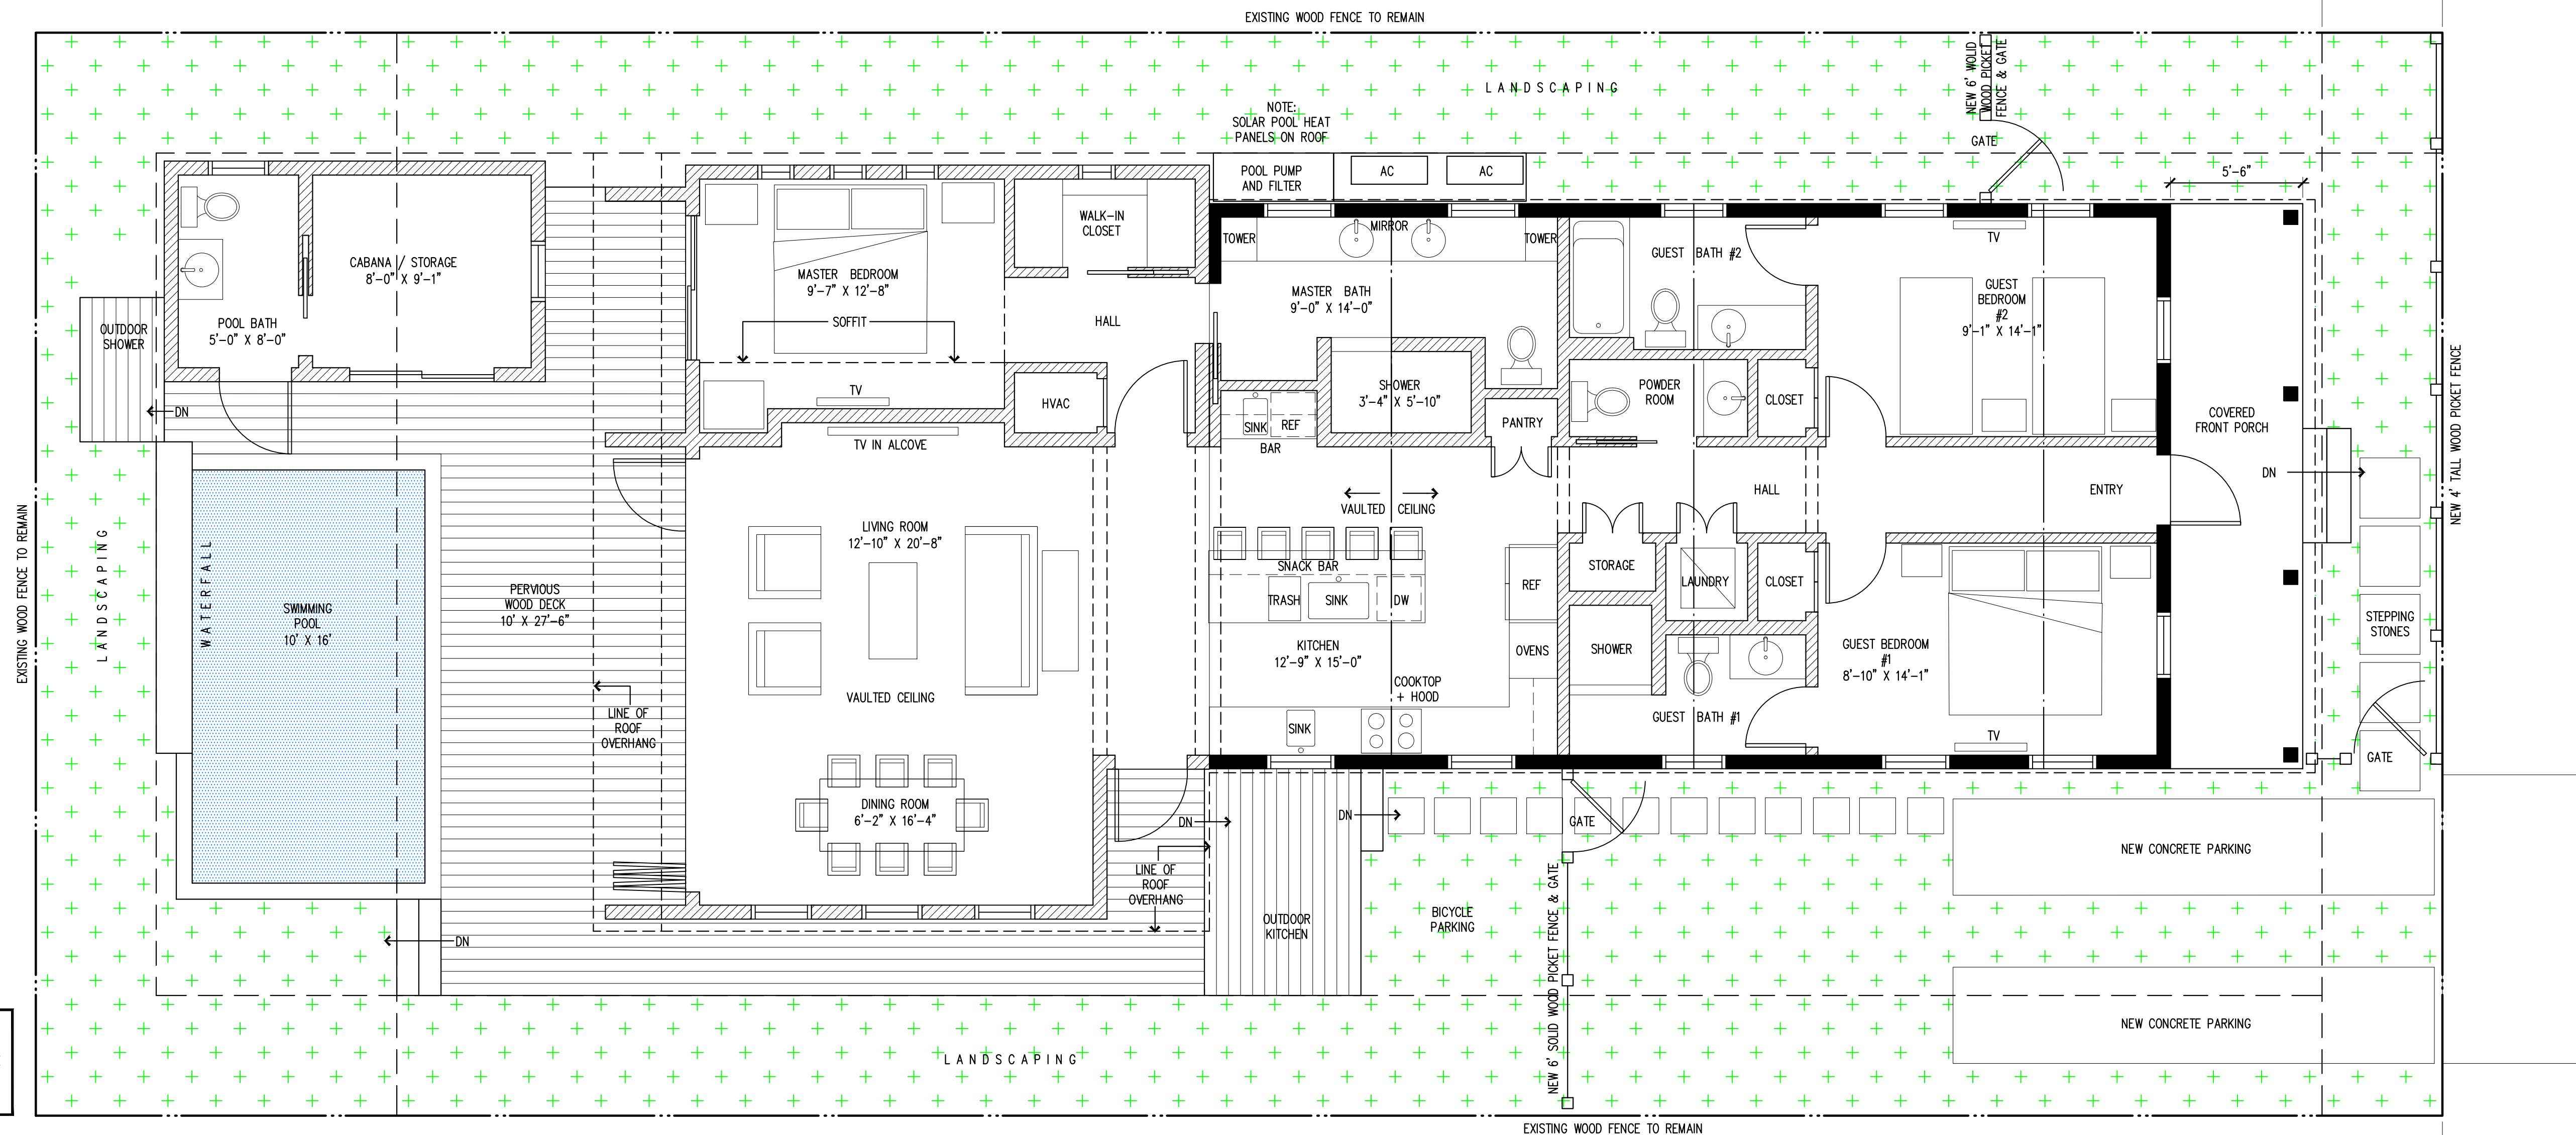 EXISTING WOOD FENCE TO REMAIN
LANDSCAPING
NEW 6' WOLID
WOOD PICKET
FENCE & GATE
GATE
NOTE:
SOLAR POOL HEAT
PANELS ON ROOF
POOL PUMP
AND FILTER
AC
AC
5'-6"
WALK-IN
CLOSET
TOWER
MIRROR
TOWER
GUEST BATH #2
TV
CABANA / STORAGE
8'-0" X 9'-1"
MASTER BEDROOM
9'-7" X 12'-8"
MASTER BATH
9'-0" X 14'-0"
GUEST
BEDROOM
#2
9'-1" X 14'-1"
OUTDOOR
SHOWER
POOL BATH
5'-0" X 8'-0"
SOFFIT
HALL
DN
TV
HVAC
SHOWER
3'-4" X 5'-10"
POWDER
ROOM
CLOSET
SINK
REF
BAR
PANTRY
COVERED
FRONT PORCH
TV IN ALCOVE
DN
HALL
ENTRY
NEW 4' TALL WOOD PICKET FENCE
EXISTING WOOD FENCE TO REMAIN
LANDSCAPING
WATERFALL
SWIMMING
POOL
10' X 16'
PERVIOUS
WOOD DECK
10' X 27'-6"
LIVING ROOM
12'-10" X 20'-8"
VAULTED CEILING
SNACK BAR
TRASH
SINK
DW
REF
STORAGE
LAUNDRY
CLOSET
STEPPING
STONES
KITCHEN
12'-9" X 15'-0"
OVENS
SHOWER
GUEST BEDROOM
#1
8'-10" X 14'-1"
COOKTOP
+ HOOD
VAULTED CEILING
LINE OF
ROOF
OVERHANG
SINK
GUEST BATH #1
TV
GATE
DINING ROOM
6'-2" X 16'-4"
DN
DN
GATE
NEW CONCRETE PARKING
LINE OF
ROOF
OVERHANG
OUTDOOR
KITCHEN
BICYCLE
PARKING
NEW 6' SOLID WOOD PICKET FENCE & GATE
DN
NEW CONCRETE PARKING
LANDSCAPING
EXISTING WOOD FENCE TO REMAIN